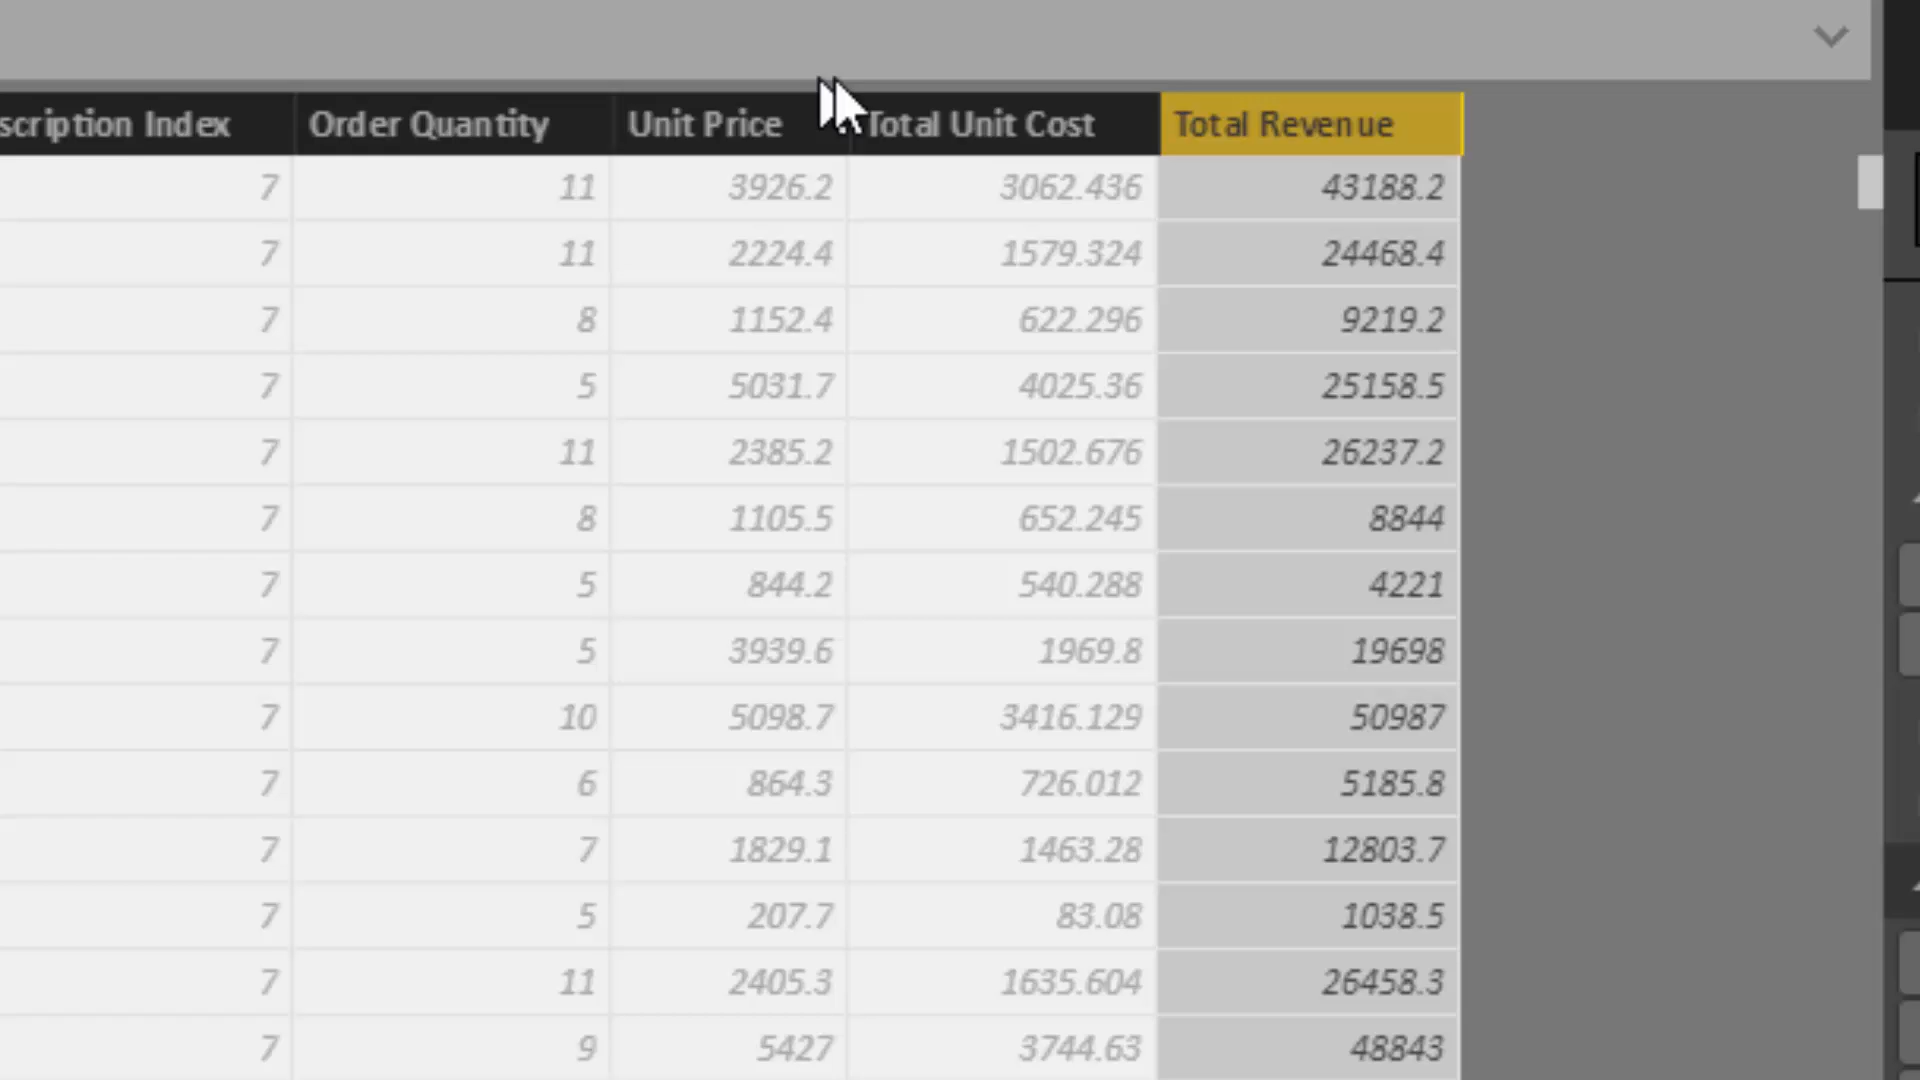 scription Index Order Quantity Unit Price Total Unit Cost Total Revenue
7 11 3926.2 3062.436 43188.2
7 11 2224.4 1579.324 24468.4
7 8 1152.4 622.296 9219.2
7 5 5031.7 4025.36 25158.5
7 11 2385.2 1502.676 26237.2
7 8 1105.5 652.245 8844
7 5 844.2 540.288 4221
7 5 3939.6 1969.8 19698
7 10 5098.7 3416.129 50987
7 6 864.3 726.012 5185.8
7 7 1829.1 1463.28 12803.7
7 5 207.7 83.08 1038.5
7 11 2405.3 1635.604 26458.3
7 9 5427 3744.63 48843